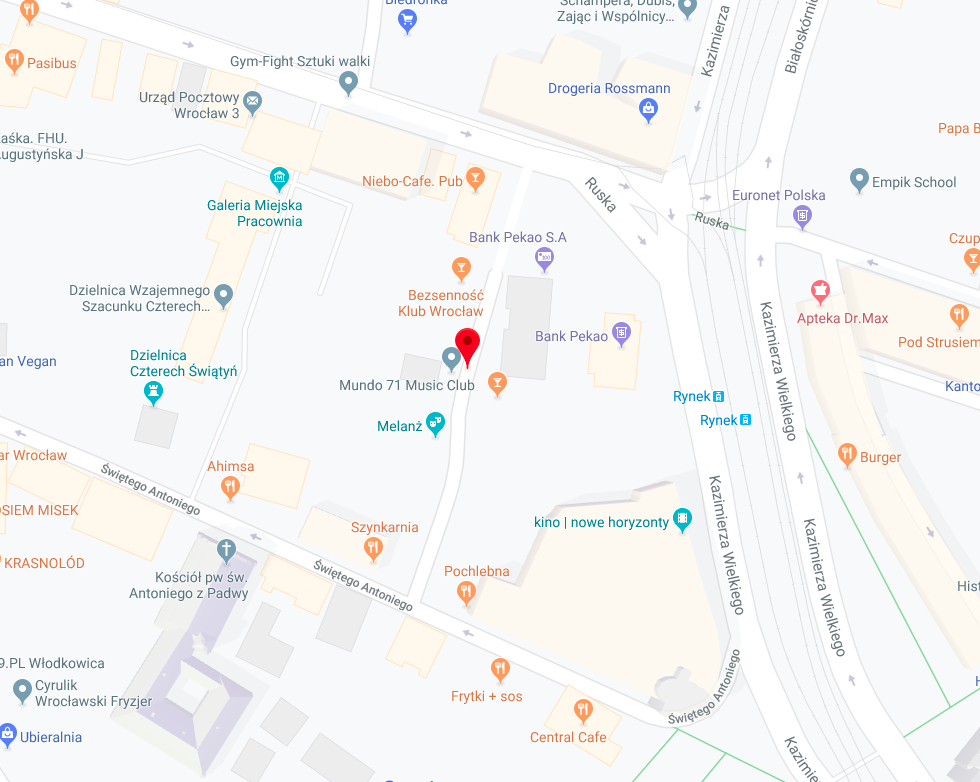 Biedronka
Schampera, Dubis,
Zając i Wspólnicy...
Kazimierza
Białoskórnicza
Pasibus
Gym-Fight Sztuki walki
Urząd Pocztowy
Wrocław 3
Drogeria Rossmann
Papa B
aśka. FHU.
Augustyńska J
Niebo-Cafe. Pub
Galeria Miejska
Pracownia
Ruska
Ruska
Empik School
Euronet Polska
Bank Pekao S.A
Czup
Dzielnica Wzajemnego
Szacunku Czterech...
Bezsenność
Klub Wrocław
Apteka Dr.Max
Bank Pekao
Pod Strusiem
Kazimierza Wielkiego
an Vegan
Dzielnica
Czterech Świątyń
Mundo 71 Music Club
Kanto
Rynek
Rynek
Melanż
ar Wrocław
Ahimsa
Burger
Świętego Antoniego
OSIEM MISEK
Szynkarnia
kino | nowe horyzonty
Kazimierza Wielkiego
Kazimierza Wielkiego
KRASNOLÓD
Kościół pw św.
Antoniego z Padwy
Świętego Antoniego
Pochlebna
Hist
9.PL Włodkowica
Cyrulik
Wrocławski Fryzjer
Frytki + sos
Świętego Antoniego
Ubieralnia
Central Cafe
Kazimie